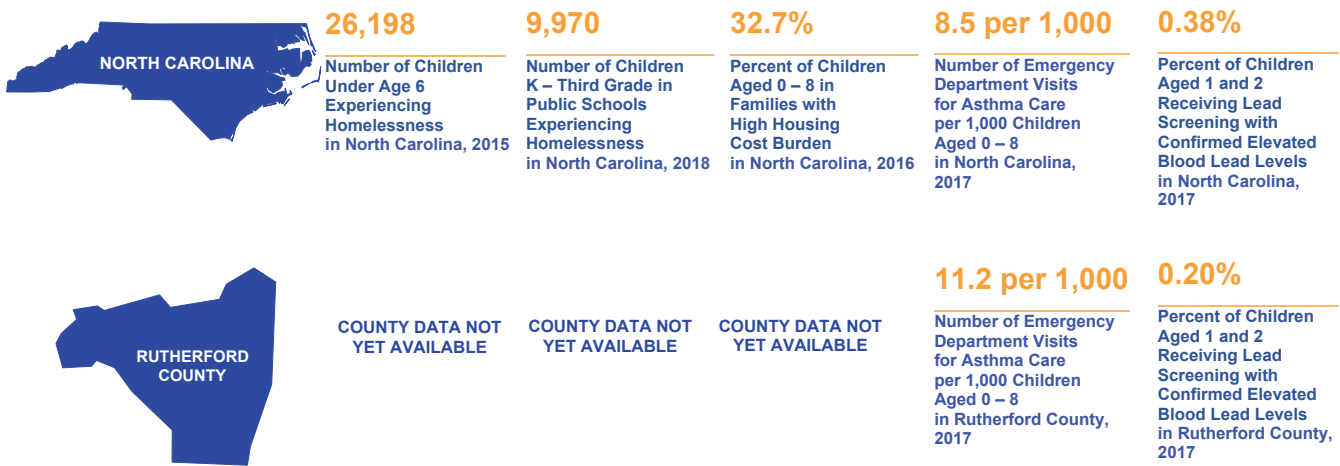 NORTH CAROLINA
26,198
Number of Children
Under Age 6
Experiencing
Homelessness
in North Carolina, 2015
9,970
Number of Children
K – Third Grade in
Public Schools
Experiencing
Homelessness
in North Carolina, 2018
32.7%
Percent of Children
Aged 0 – 8 in
Families with
High Housing
Cost Burden
in North Carolina, 2016
8.5 per 1,000
Number of Emergency
Department Visits
for Asthma Care
per 1,000 Children
Aged 0 – 8
in North Carolina,
2017
0.38%
Percent of Children
Aged 1 and 2
Receiving Lead
Screening with
Confirmed Elevated
Blood Lead Levels
in North Carolina,
2017
RUTHERFORD
COUNTY
COUNTY DATA NOT
YET AVAILABLE
COUNTY DATA NOT
YET AVAILABLE
COUNTY DATA NOT
YET AVAILABLE
11.2 per 1,000
Number of Emergency
Department Visits
for Asthma Care
per 1,000 Children
Aged 0 – 8
in Rutherford County,
2017
0.20%
Percent of Children
Aged 1 and 2
Receiving Lead
Screening with
Confirmed Elevated
Blood Lead Levels
in Rutherford County,
2017